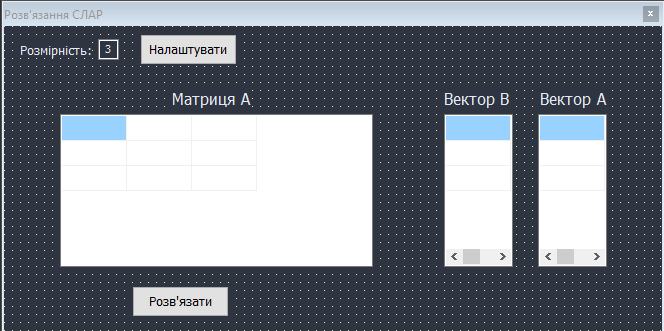 Розв'язання СЛАР
Розмірність: 3 Налаштувати
Матриця А Вектор В Вектор А
Розв'язати